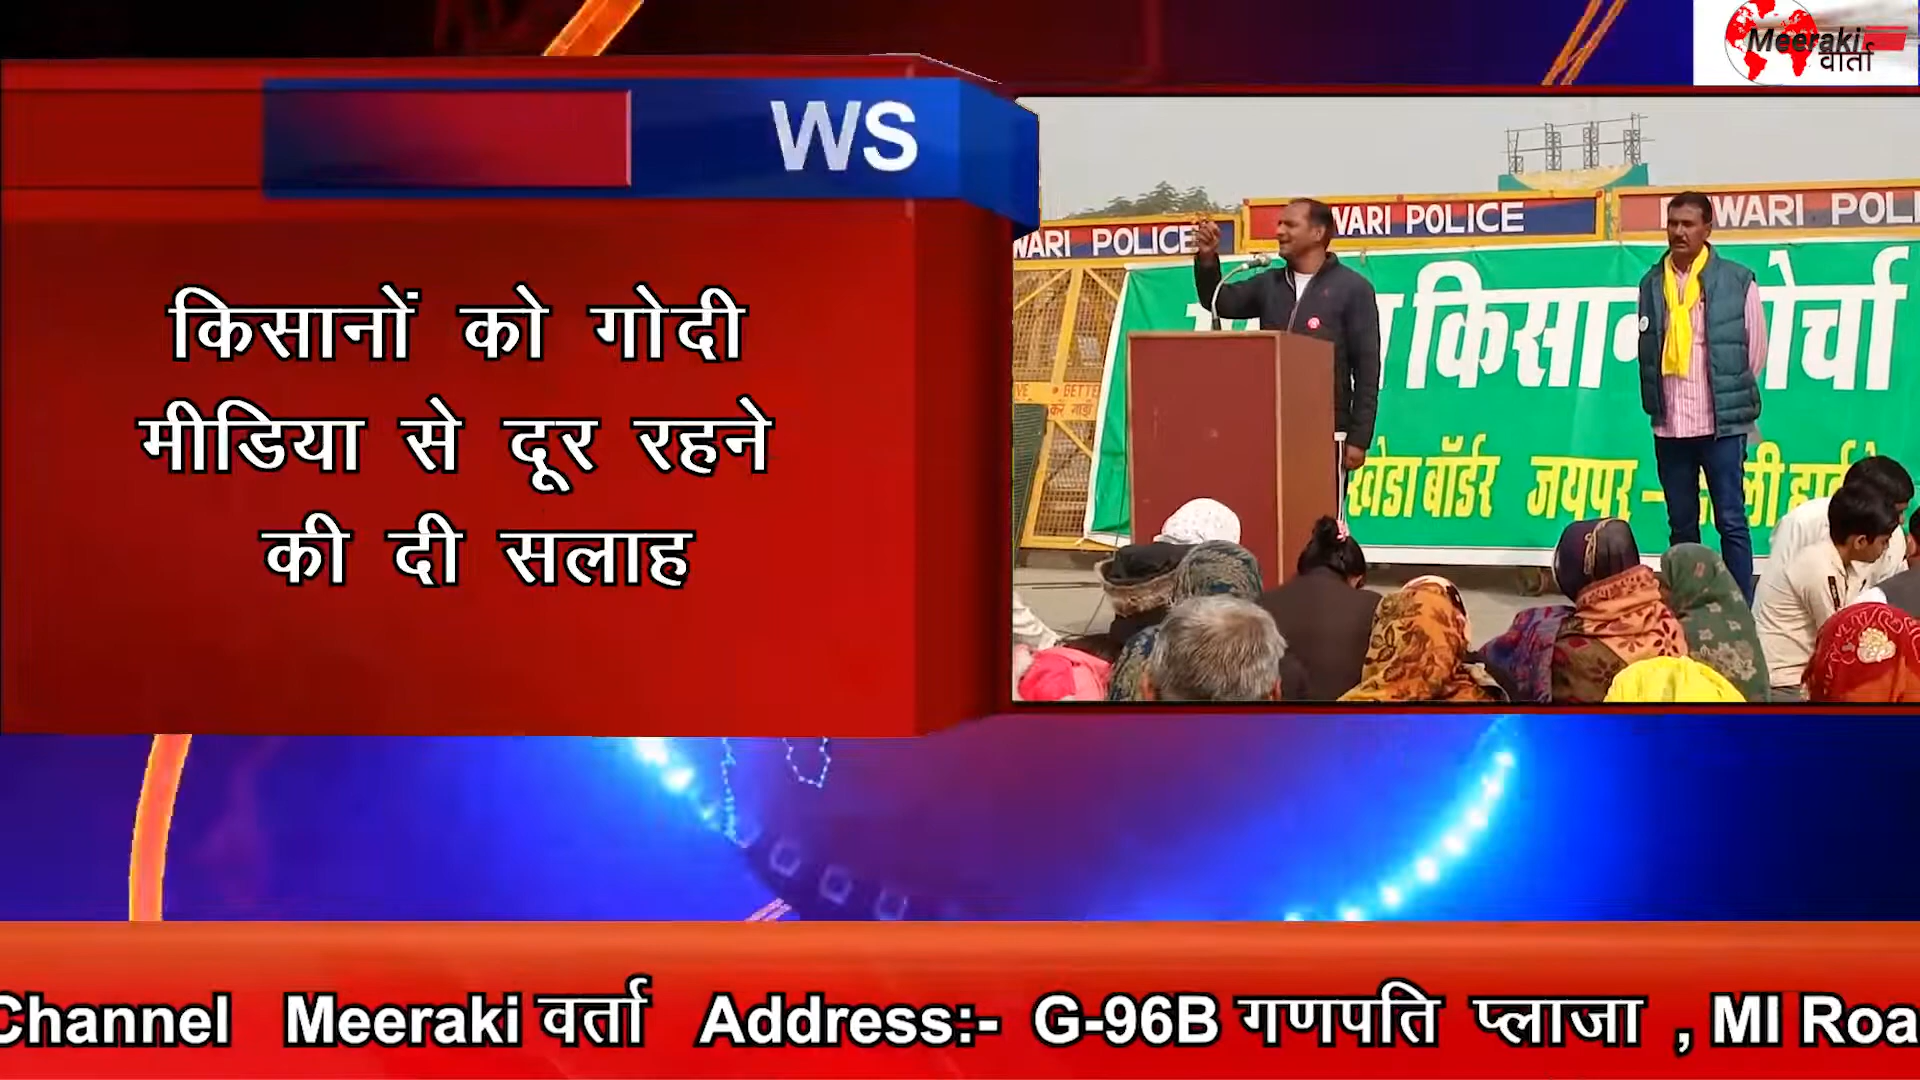 Meeraki
वार्ता
WS
किसानों को गोदी
मीडिया से दूर रहने
की दी सलाह
WARI POLICE
WARI POLICE
WARI POLI
किसान
खेडा बॉर्डर जयपुर -
Channel Meeraki वर्ता Address:- G-96B गणपति प्लाजा , MI Roa